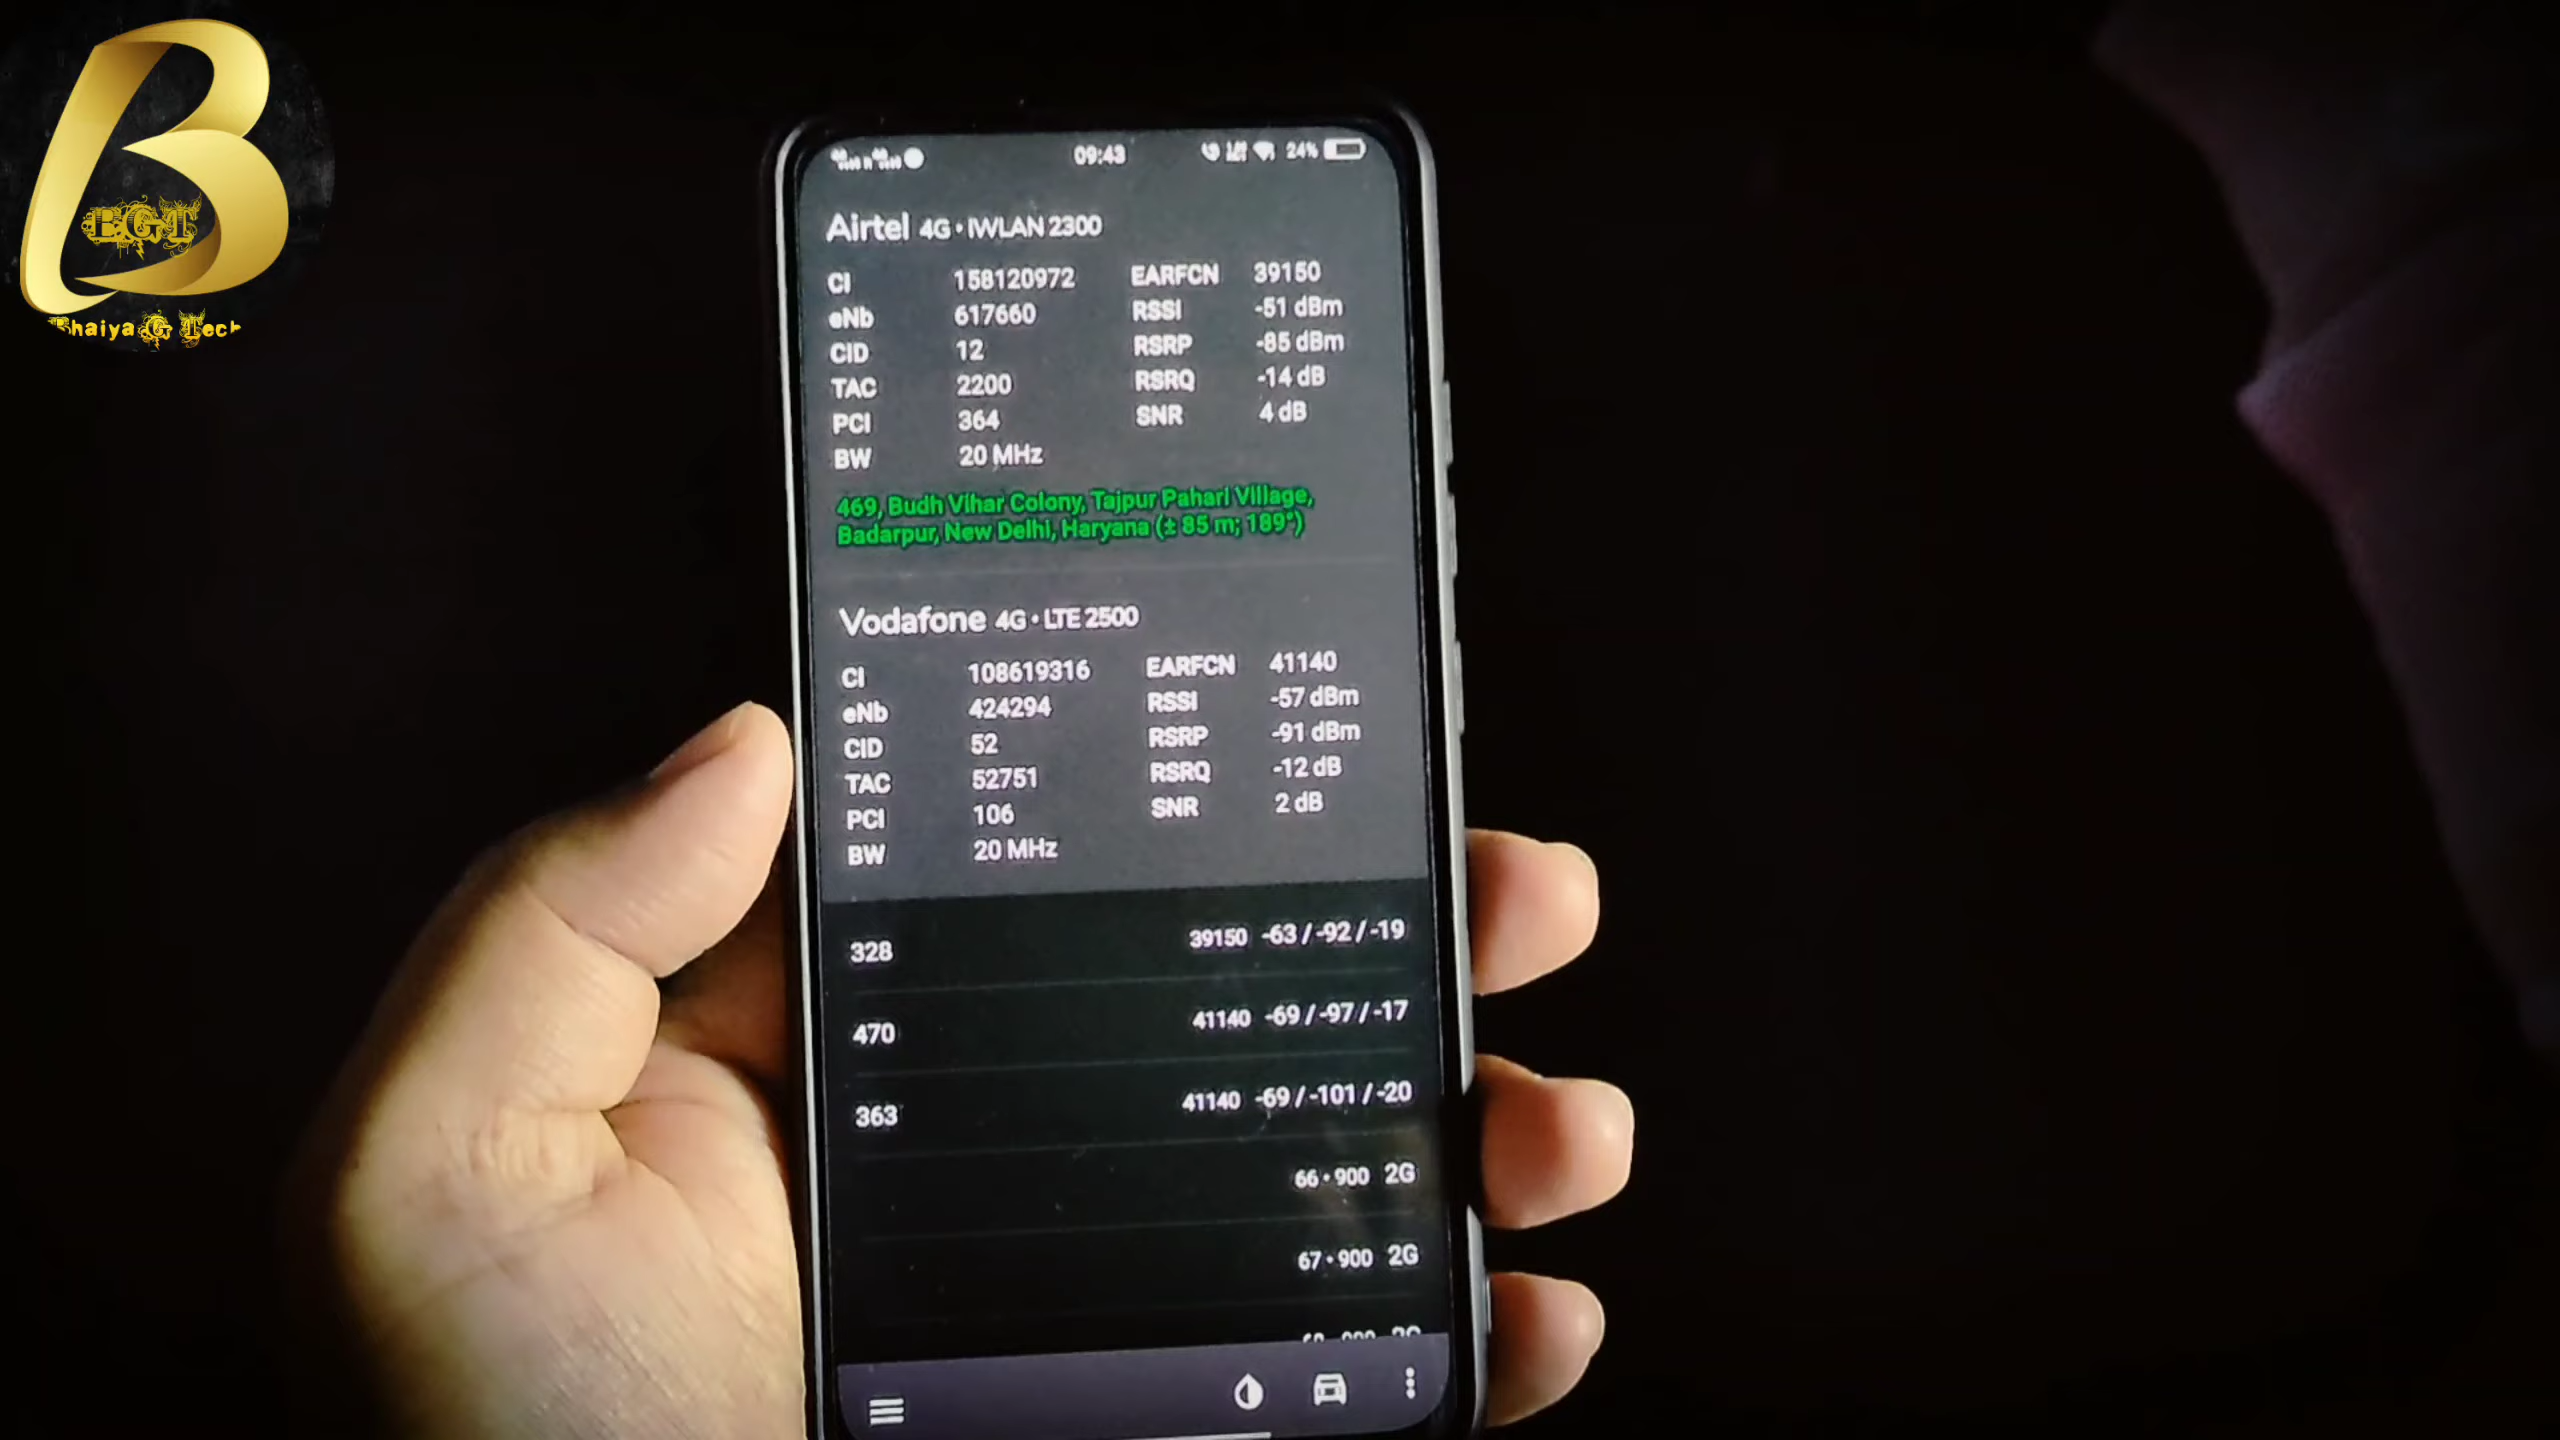 BGT
Bhaiya G Tech
09:43
24%
Airtel 4G • IWLAN 2300
CI 158120972 EARFCN 39150
eNb 617660 RSSI -51 dBm
CID 12 RSRP -85 dBm
TAC 2200 RSRQ -14 dB
PCI 364 SNR 4 dB
BW 20 MHz
469, Budh Vihar Colony, Tajpur Pahari Village,
Badarpur, New Delhi, Haryana (± 85 m; 189°)
Vodafone 4G • LTE 2500
CI 108619316 EARFCN 41140
eNb 424294 RSSI -57 dBm
CID 52 RSRP -91 dBm
TAC 52751 RSRQ -12 dB
PCI 106 SNR 2 dB
BW 20 MHz
328 39150 -63 / -92 / -19
470 41140 -69 / -97 / -17
363 41140 -69 / -101 / -20
66 • 900 2G
67 • 900 2G